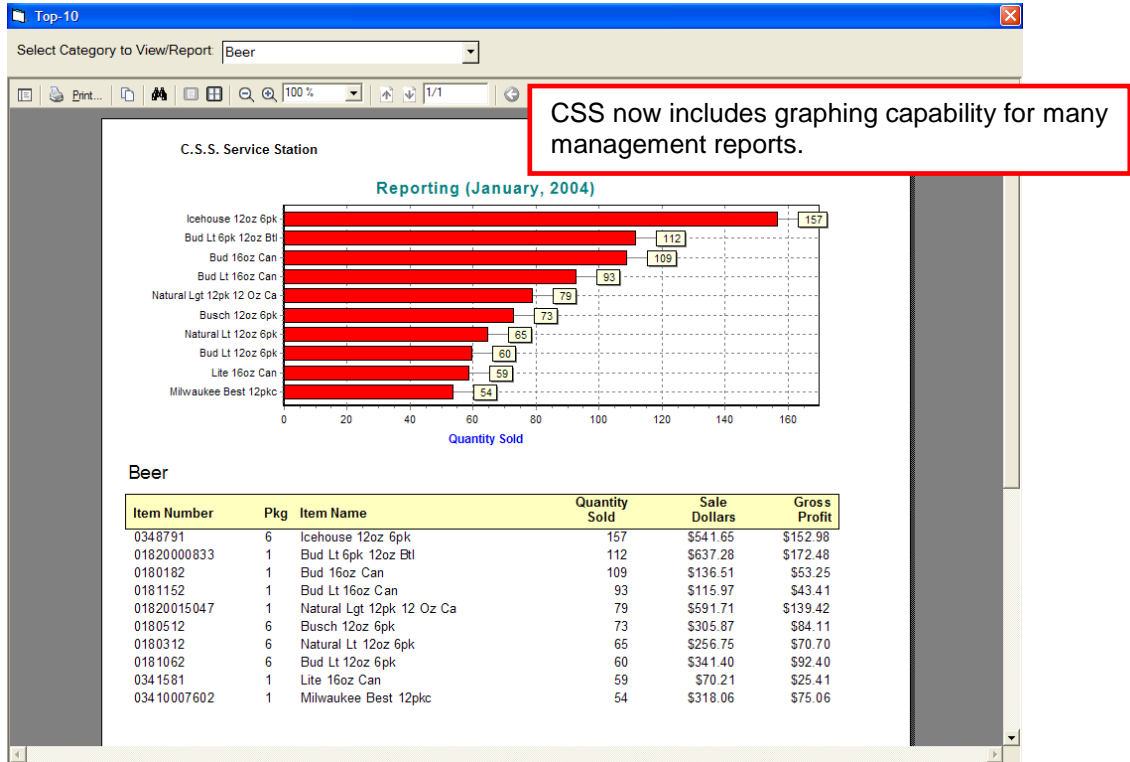 Top-10
Select Category to View/Report: Beer
Print... 100 % 1/1
CSS now includes graphing capability for many
management reports.
C.S.S. Service Station
Reporting (January, 2004)
Icehouse 12oz 6pk 157
Bud Lt 6pk 12oz Btl 112
Bud 16oz Can 109
Bud Lt 16oz Can 93
Natural Lgt 12pk 12 Oz Ca 79
Busch 12oz 6pk 73
Natural Lt 12oz 6pk 65
Bud Lt 12oz 6pk 60
Lite 16oz Can 59
Milwaukee Best 12pkc 54
0 20 40 60 80 100 120 140 160
Quantity Sold
Beer
Item Number Pkg Item Name Quantity Sold Sale Dollars Gross Profit
0348791 6 Icehouse 12oz 6pk 157 $541.65 $152.98
01820000833 1 Bud Lt 6pk 12oz Btl 112 $637.28 $172.48
0180182 1 Bud 16oz Can 109 $136.51 $53.25
0181152 1 Bud Lt 16oz Can 93 $115.97 $43.41
01820015047 1 Natural Lgt 12pk 12 Oz Ca 79 $591.71 $139.42
0180512 6 Busch 12oz 6pk 73 $305.87 $84.11
0180312 6 Natural Lt 12oz 6pk 65 $256.75 $70.70
0181062 6 Bud Lt 12oz 6pk 60 $341.40 $92.40
0341581 1 Lite 16oz Can 59 $70.21 $25.41
03410007602 1 Milwaukee Best 12pkc 54 $318.06 $75.06